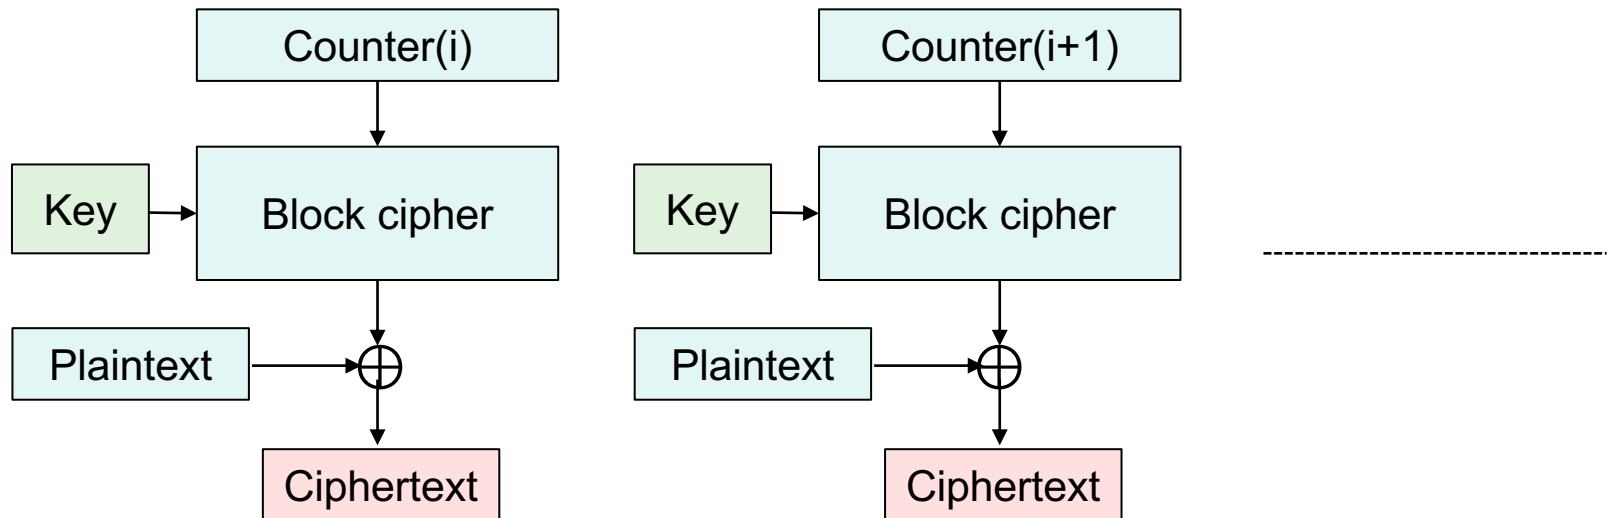 Counter(i)
Counter(i+1)
Key
Block cipher
Key
Block cipher
Plaintext
Plaintext
Ciphertext
Ciphertext